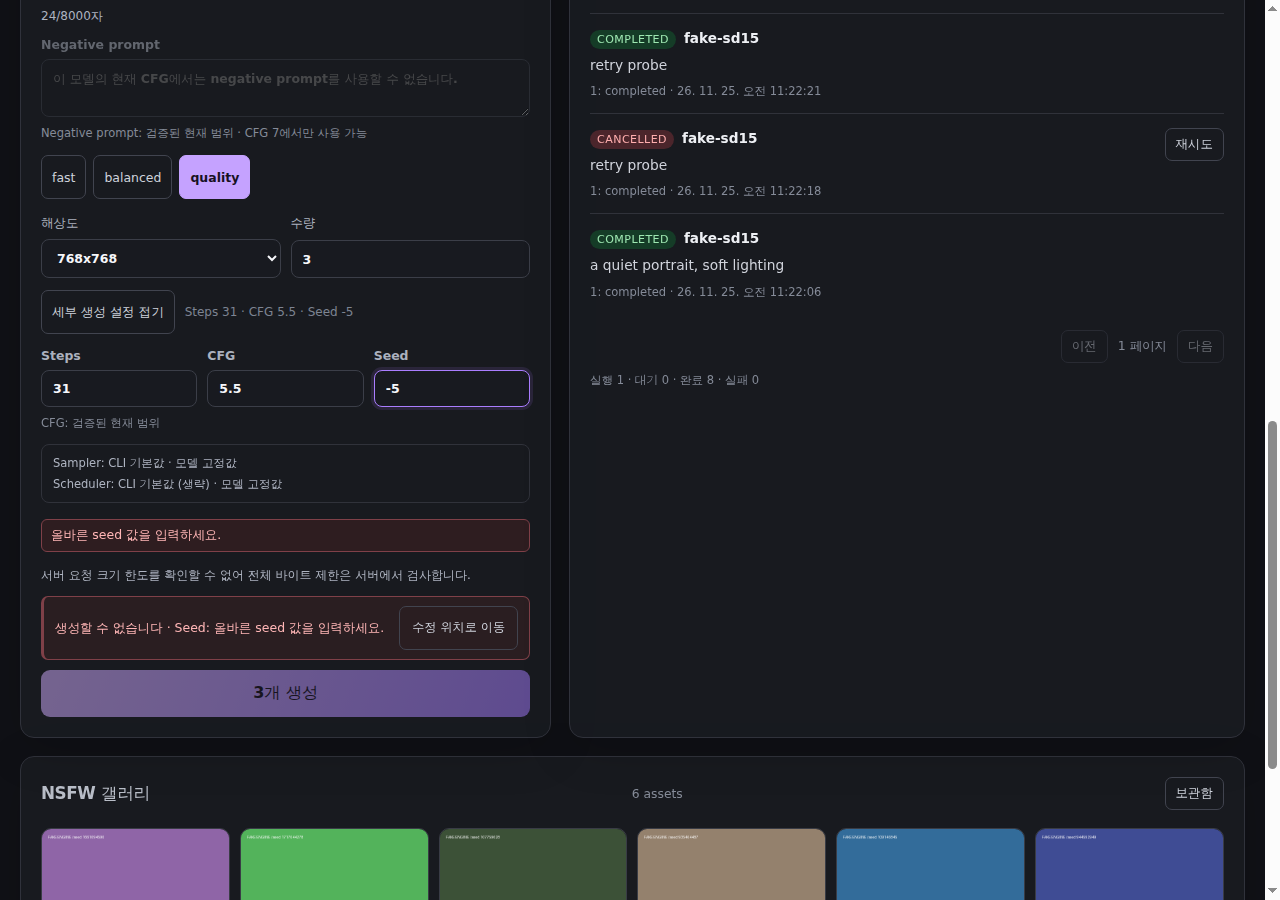 24/8000자
Negative prompt
이 모델의 현재 CFG에서는 negative prompt를 사용할 수 없습니다.
Negative prompt: 검증된 현재 범위 · CFG 7에서만 사용 가능
fast
balanced
quality
해상도
수량
768x768
3
세부 생성 설정 접기
Steps 31 · CFG 5.5 · Seed -5
Steps
CFG
Seed
31
5.5
-5
CFG: 검증된 현재 범위
Sampler: CLI 기본값 · 모델 고정값
Scheduler: CLI 기본값 (생략) · 모델 고정값
올바른 seed 값을 입력하세요.
서버 요청 크기 한도를 확인할 수 없어 전체 바이트 제한은 서버에서 검사합니다.
생성할 수 없습니다 · Seed: 올바른 seed 값을 입력하세요.
수정 위치로 이동
3개 생성
COMPLETED fake-sd15
retry probe
1: completed · 26. 11. 25. 오전 11:22:21
CANCELLED fake-sd15
재시도
retry probe
1: completed · 26. 11. 25. 오전 11:22:18
COMPLETED fake-sd15
a quiet portrait, soft lighting
1: completed · 26. 11. 25. 오전 11:22:06
이전
1 페이지
다음
실행 1 · 대기 0 · 완료 8 · 실패 0
NSFW 갤러리
6 assets
보관함